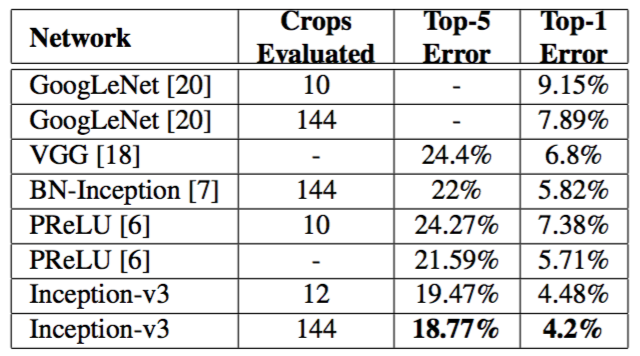 Network Crops Evaluated Top-5 Error Top-1 Error
GoogLeNet [20] 10 - 9.15%
GoogLeNet [20] 144 - 7.89%
VGG [18] - 24.4% 6.8%
BN-Inception [7] 144 22% 5.82%
PReLU [6] 10 24.27% 7.38%
PReLU [6] - 21.59% 5.71%
Inception-v3 12 19.47% 4.48%
Inception-v3 144 18.77% 4.2%